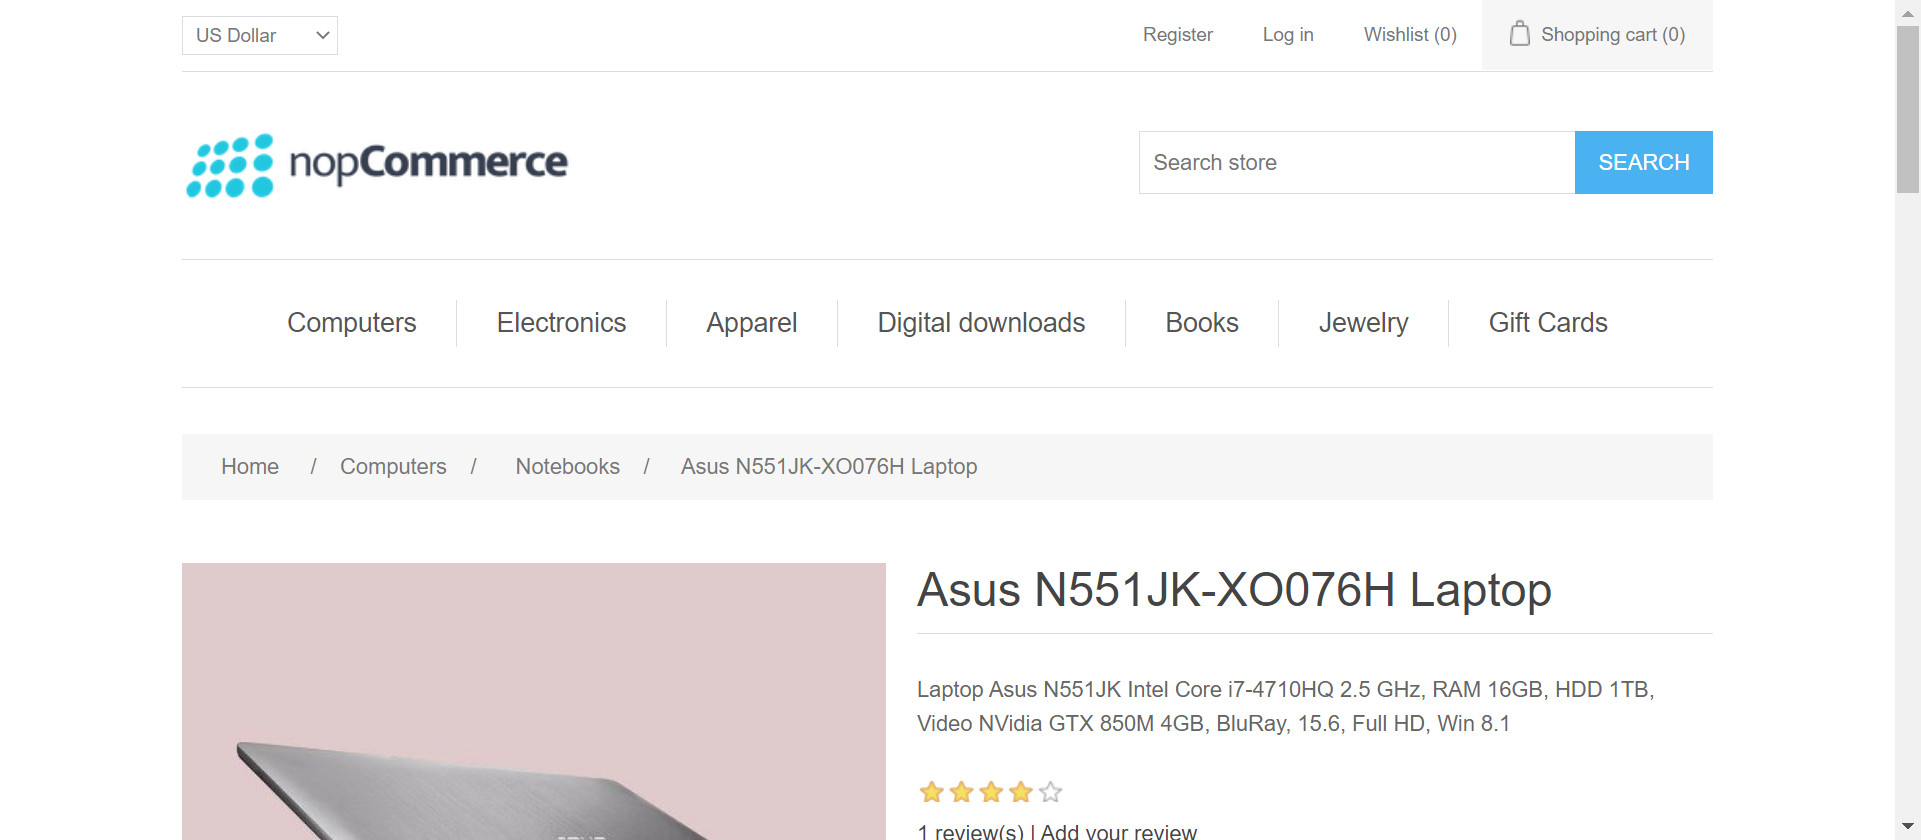 US Dollar
Register
Log in
Wishlist (0)
Shopping cart (0)
nopCommerce
Search store
SEARCH
Computers
Electronics
Apparel
Digital downloads
Books
Jewelry
Gift Cards
Home / Computers / Notebooks / Asus N551JK-XO076H Laptop
Asus N551JK-XO076H Laptop
Laptop Asus N551JK Intel Core i7-4710HQ 2.5 GHz, RAM 16GB, HDD 1TB,
Video NVidia GTX 850M 4GB, BluRay, 15.6, Full HD, Win 8.1
1 review(s) | Add your review